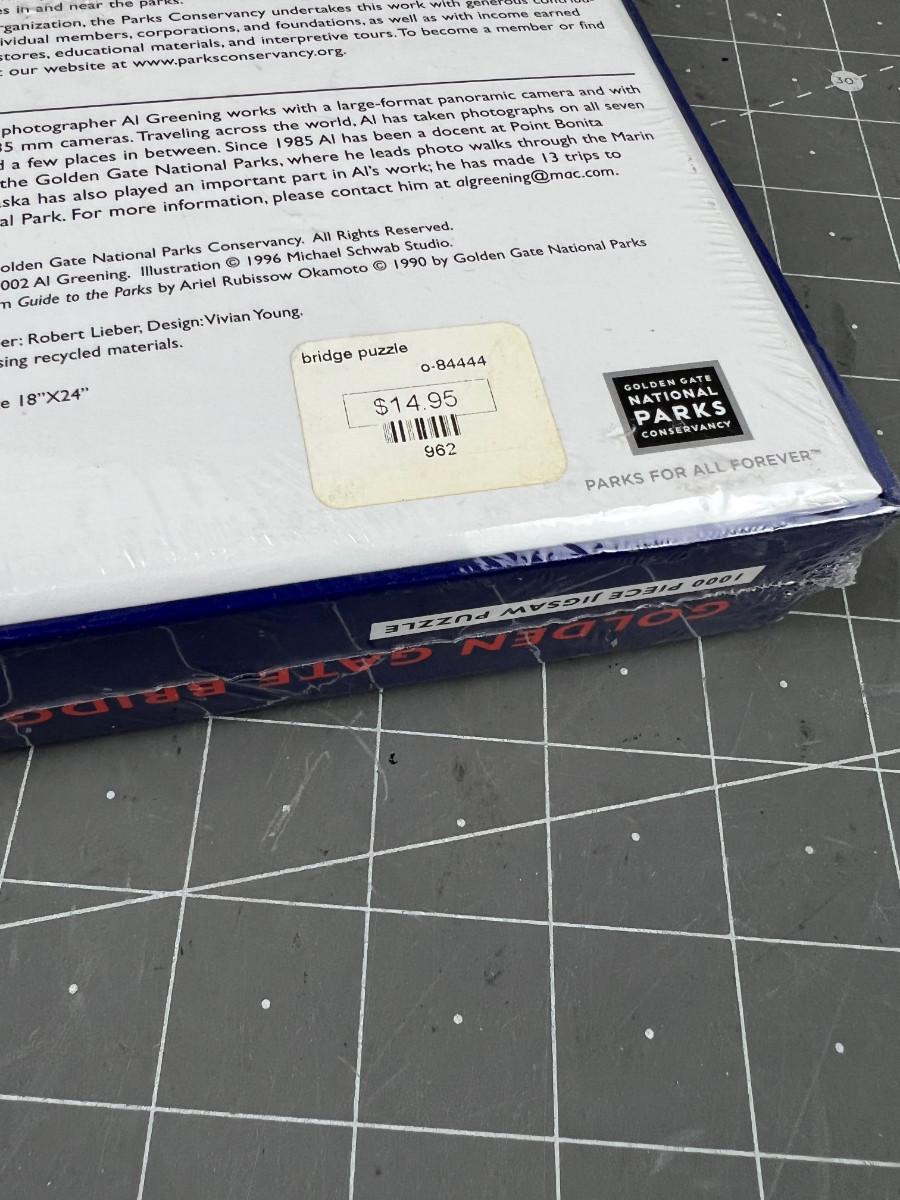 es in and near the parks.
rganization, the Parks Conservancy undertakes this work with generous
ividual members, corporations, and foundations, as well as with income earned
stores, educational materials, and interpretive tours. To become a member or find
our website at www.parksconservancy.org.
photographer Al Greening works with a large-format panoramic camera and with
35 mm cameras. Traveling across the world, Al has taken photographs on all seven
d a few places in between. Since 1985 Al has been a docent at Point Bonita
the Golden Gate National Parks, where he leads photo walks through the Marin
ska has also played an important part in Al's work; he has made 13 trips to
al Park. For more information, please contact him at algreening@mac.com.
olden Gate National Parks Conservancy. All Rights Reserved.
002 Al Greening. Illustration © 1996 Michael Schwab Studio.
m Guide to the Parks by Ariel Rubissow Okamoto © 1990 by Golden Gate National Parks
er: Robert Lieber, Design: Vivian Young.
sing recycled materials.
e 18"X24"
bridge puzzle
o-84444
$14.95
962
GOLDEN GATE
NATIONAL
PARKS
CONSERVANCY
PARKS FOR ALL FOREVER™
1000 PIECE JIGSAW PUZZLE
GOLDEN GATE BRIDG
30°